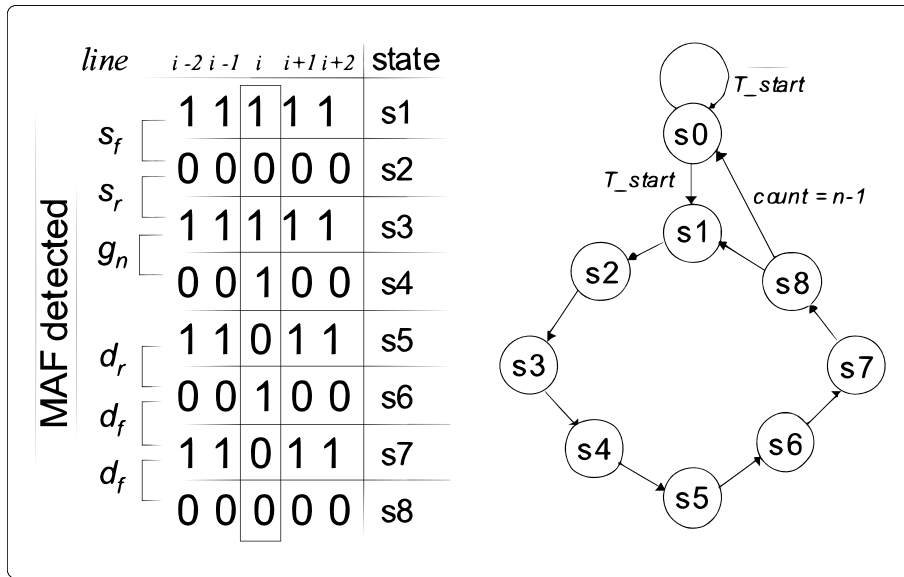 line i-2 i-1 i i+1 i+2 state
1 1 1 1 1 s1
s_f
0 0 0 0 0 s2
s_r
1 1 1 1 1 s3
g_n
0 0 1 0 0 s4
1 1 0 1 1 s5
d_r
0 0 1 0 0 s6
d_f
1 1 0 1 1 s7
d_f
0 0 0 0 0 s8
MAF detected
T_start
s0
T_start
count = n-1
s1
s2
s8
s3
s7
s4
s6
s5